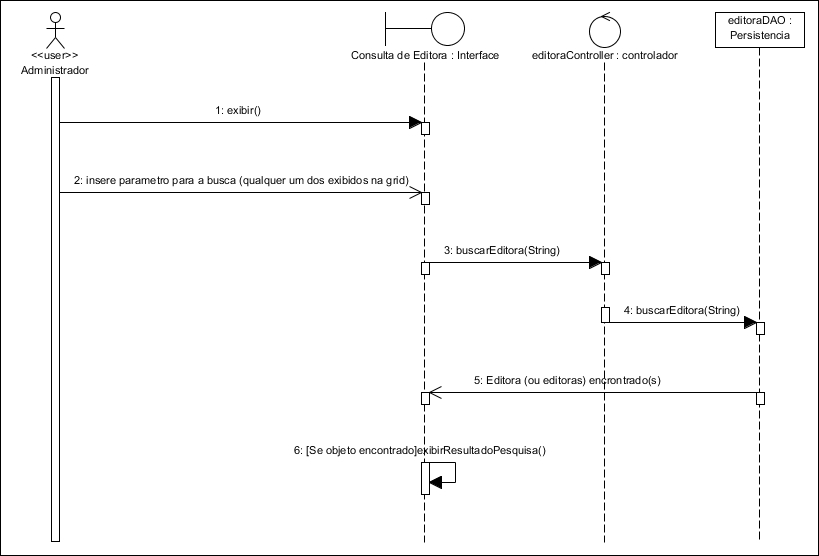 editoraDAO :
Persistencia
<<user>>
Administrador
Consulta de Editora : Interface
editoraController : controlador
1: exibir()
2: insere parametro para a busca (qualquer um dos exibidos na grid)
3: buscarEditora(String)
4: buscarEditora(String)
5: Editora (ou editoras) encrontrado(s)
6: [Se objeto encontrado]exibirResultadoPesquisa()